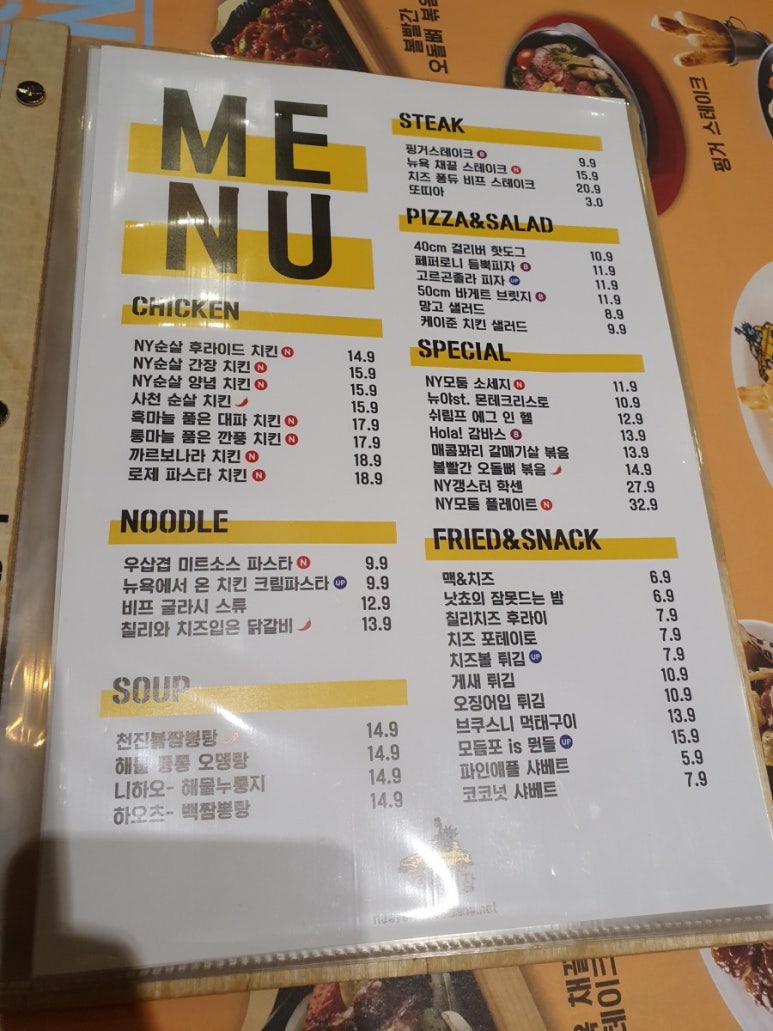 MENU
CHICKEN
NY순살 후라이드 치킨 N 14.9
NY순살 간장 치킨 N 15.9
NY순살 양념 치킨 N 15.9
사천 순살 치킨 15.9
흑마늘 품은 대파 치킨 N 17.9
통마늘 품은 깐풍 치킨 N 17.9
까르보나라 치킨 N 18.9
로제 파스타 치킨 N 18.9
NOODLE
우삼겹 미트소스 파스타 N 9.9
뉴욕에서 온 치킨 크림파스타 UP 9.9
비프 굴라시 스튜 12.9
칠리와 치즈입은 닭갈비 13.9
SOUP
천진볼짬뽕탕 14.9
해물 퐁퐁 오뎅탕 14.9
니하오- 해물누룽지 14.9
하오츠- 백짬뽕탕 14.9
STEAK
핑거스테이크 B 9.9
뉴욕 채끝 스테이크 N 15.9
치즈 퐁듀 비프 스테이크 20.9
또띠아 3.0
PIZZA&SALAD
40cm 걸리버 핫도그 10.9
페퍼로니 듬뿍피자 B 11.9
고르곤졸라 피자 UP 11.9
50cm 바게트 브릿지 B 11.9
망고 샐러드 8.9
케이준 치킨 샐러드 9.9
SPECIAL
NY모둠 소세지 N 11.9
뉴야st. 몬테크리스토 10.9
쉬림프 에그 인 헬 12.9
Hola! 감바스 B 13.9
매콤꽈리 갈매기살 볶음 13.9
볼빨간 오돌뼈 볶음 14.9
NY갱스터 학센 27.9
NY모둠 플레이트 N 32.9
FRIED&SNACK
맥&치즈 6.9
낫쵸의 잠못드는 밤 6.9
칠리치즈 후라이 7.9
치즈 포테이토 7.9
치즈볼 튀김 UP 7.9
게새 튀김 10.9
오징어입 튀김 10.9
브쿠스니 먹태구이 13.9
모듬포 is 뭔들 UP 15.9
파인애플 샤베트 5.9
코코넛 샤베트 7.9
볼빨간
오돌뼈 볶음
핑거 스테이크